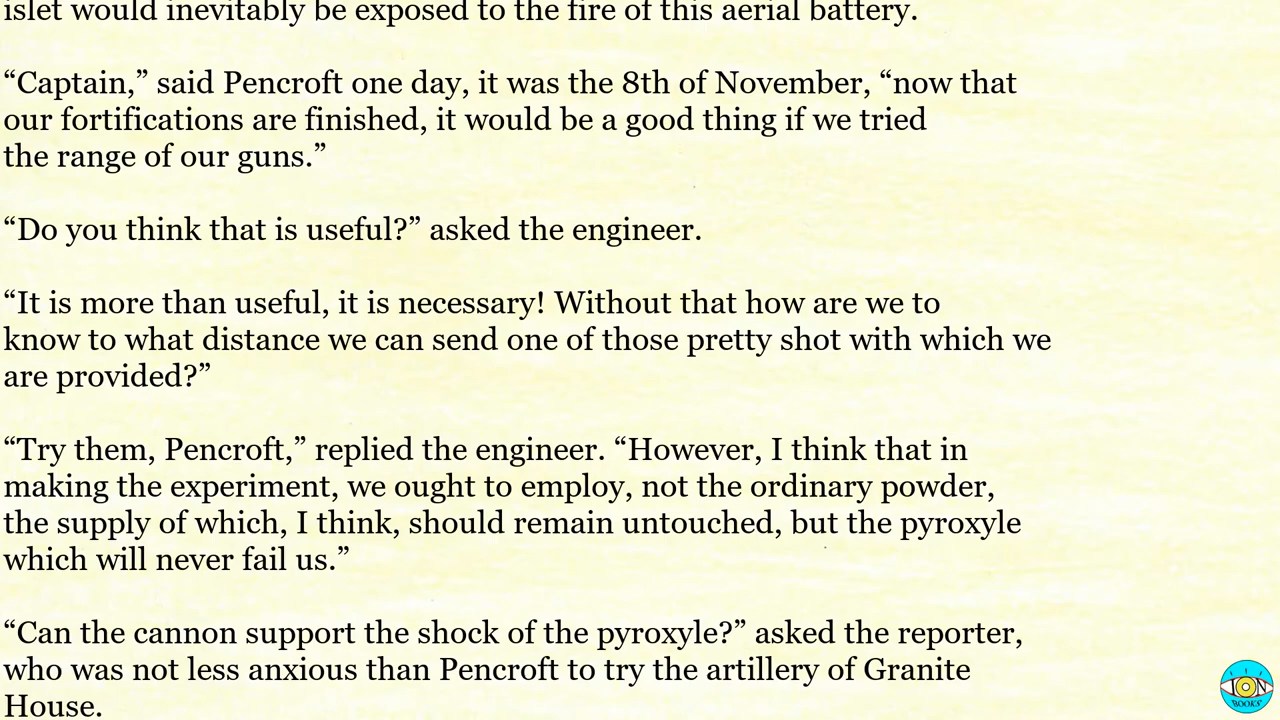 islet would inevitably be exposed to the fire of this aerial battery.
“Captain,” said Pencroft one day, it was the 8th of November, “now that
our fortifications are finished, it would be a good thing if we tried
the range of our guns.”
“Do you think that is useful?” asked the engineer.
“It is more than useful, it is necessary! Without that how are we to
know to what distance we can send one of those pretty shot with which we
are provided?”
“Try them, Pencroft,” replied the engineer. “However, I think that in
making the experiment, we ought to employ, not the ordinary powder,
the supply of which, I think, should remain untouched, but the pyroxyle
which will never fail us.”
“Can the cannon support the shock of the pyroxyle?” asked the reporter,
who was not less anxious than Pencroft to try the artillery of Granite
House.
ION
BOOKS